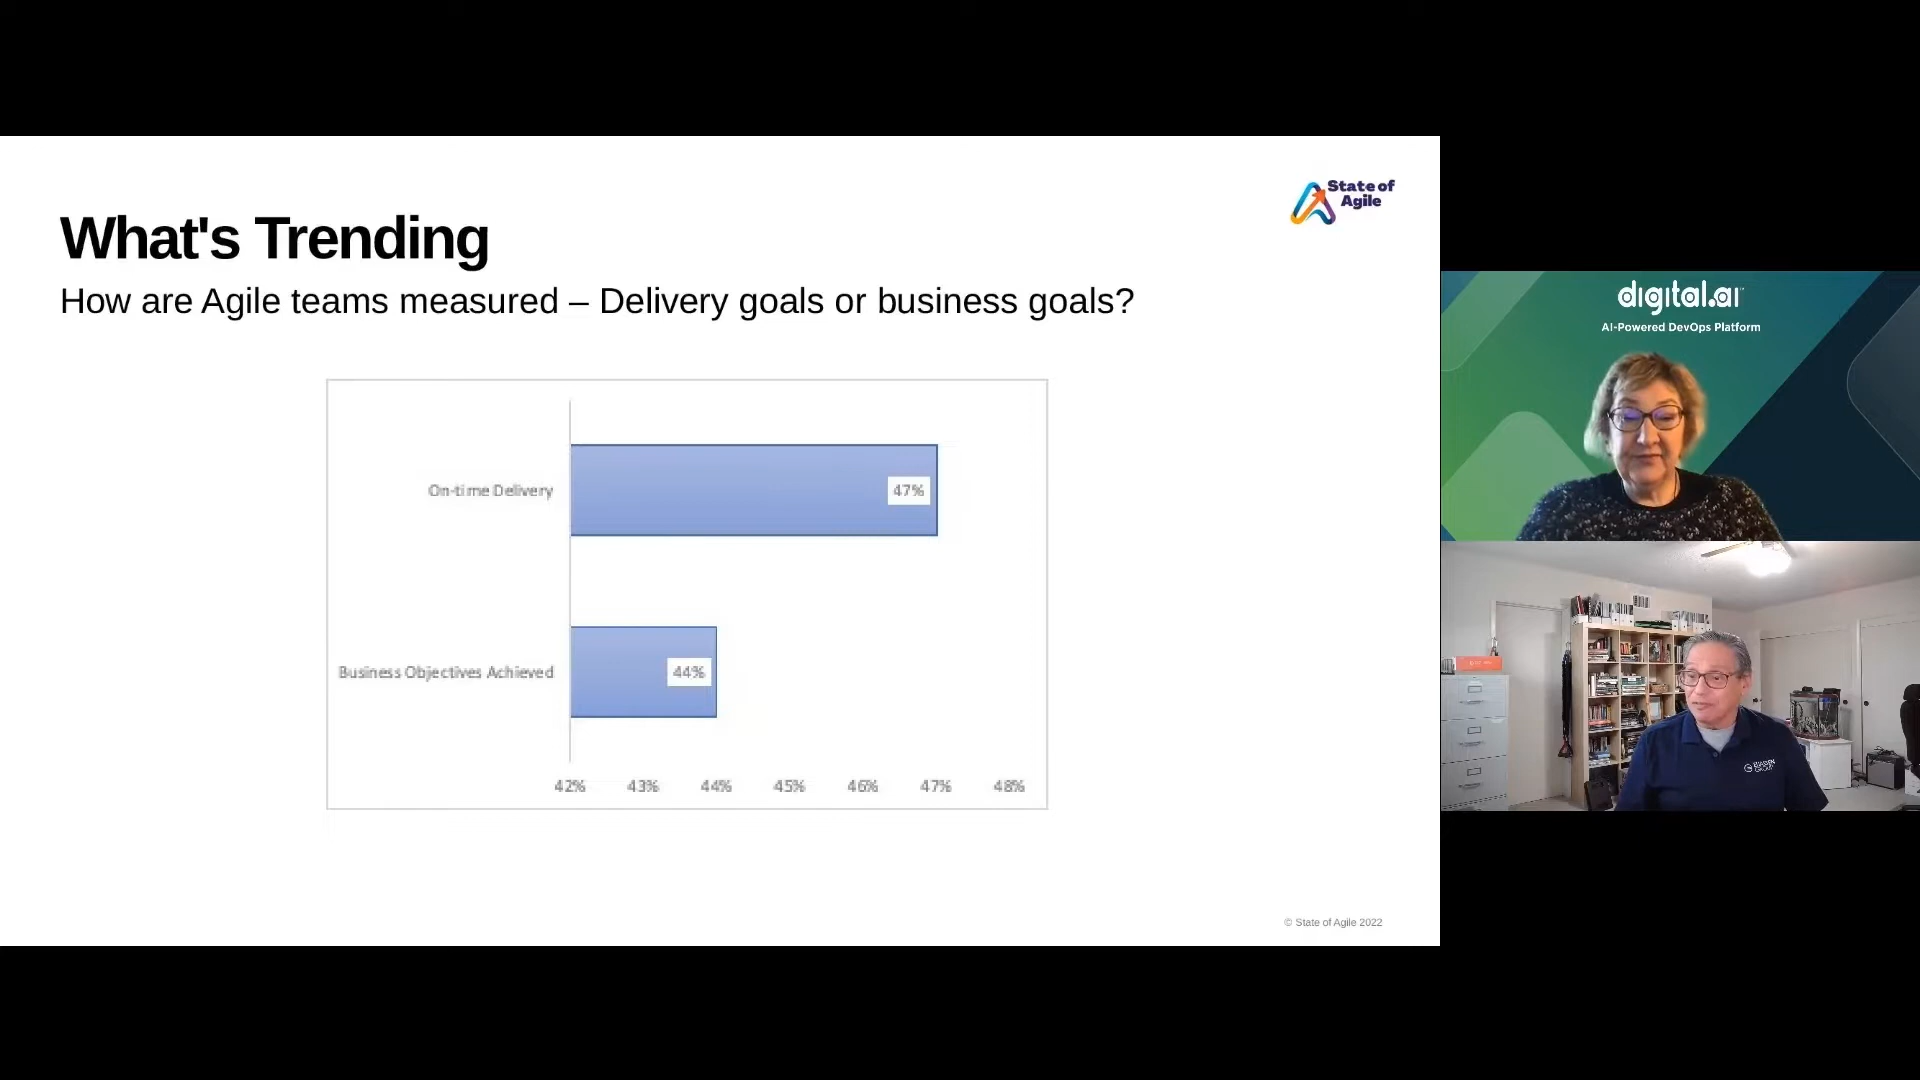 State of
Agile
What's Trending
How are Agile teams measured – Delivery goals or business goals?
On-time Delivery
47%
Business Objectives Achieved
44%
42% 43% 44% 45% 46% 47% 48%
© State of Agile 2022
digital.ai
AI-Powered DevOps Platform